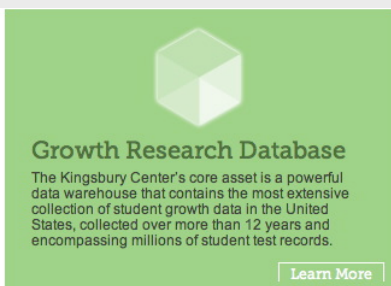 Growth Research Database
The Kingsbury Center's core asset is a powerful
data warehouse that contains the most extensive
collection of student growth data in the United
States, collected over more than 12 years and
encompassing millions of student test records.
Learn More